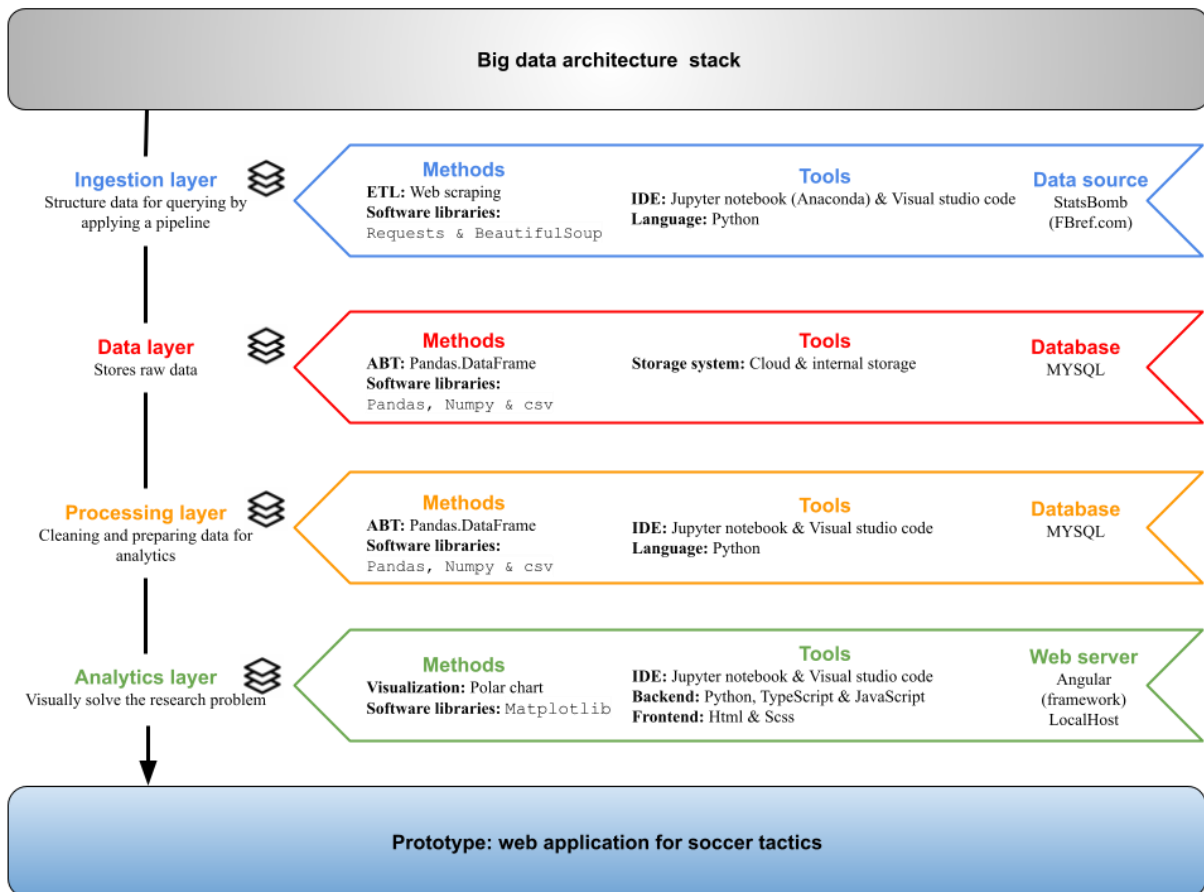 Big data architecture stack
Ingestion layer
Structure data for querying by
applying a pipeline
Methods
ETL: Web scraping
Software libraries:
Requests & BeautifulSoup
Tools
IDE: Jupyter notebook (Anaconda) & Visual studio code
Language: Python
Data source
StatsBomb
(FBref.com)
Data layer
Stores raw data
Methods
ABT: Pandas.DataFrame
Software libraries:
Pandas, Numpy & csv
Tools
Storage system: Cloud & internal storage
Database
MYSQL
Processing layer
Cleaning and preparing data for
analytics
Methods
ABT: Pandas.DataFrame
Software libraries:
Pandas, Numpy & csv
Tools
IDE: Jupyter notebook & Visual studio code
Language: Python
Database
MYSQL
Analytics layer
Visually solve the research problem
Methods
Visualization: Polar chart
Software libraries: Matplotlib
Tools
IDE: Jupyter notebook & Visual studio code
Backend: Python, TypeScript & JavaScript
Frontend: Html & Scss
Web server
Angular
(framework)
LocalHost
Prototype: web application for soccer tactics